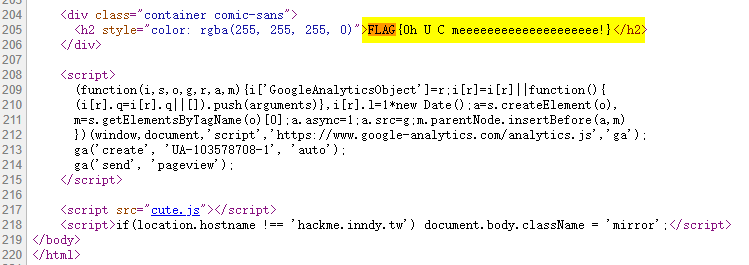 204 <div class="container comic-sans">
205 <h2 style="color: rgba(255, 255, 255, 0)">FLAG{Oh U C meeeeeeeeeeeeeeeeeeee!}</h2>
206 </div>
207
208 <script>
209 (function(i,s,o,g,r,a,m){i['GoogleAnalyticsObject']=r;i[r]=i[r]||function(){
210 (i[r].q=i[r].q||[]).push(arguments)},i[r].l=1*new Date();a=s.createElement(o),
211 m=s.getElementsByTagName(o)[0];a.async=1;a.src=g;m.parentNode.insertBefore(a,m)
212 })(window,document,'script','https://www.google-analytics.com/analytics.js','ga');
213 ga('create', 'UA-103578708-1', 'auto');
214 ga('send', 'pageview');
215 </script>
216
217 <script src="cute.js"></script>
218 <script>if(location.hostname !== 'hackme.inndy.tw') document.body.className = 'mirror';</script>
219 </body>
220 </html>